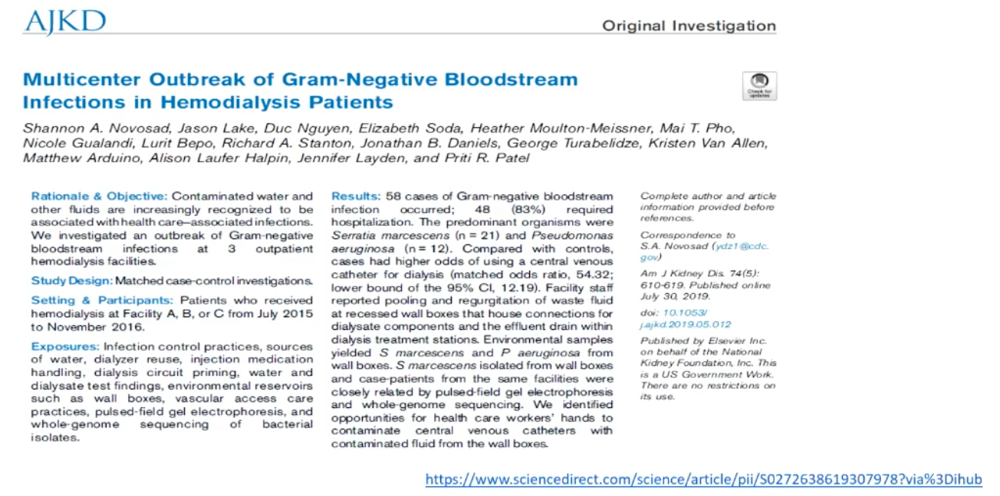 AJKD
Original Investigation
Multicenter Outbreak of Gram-Negative Bloodstream
Infections in Hemodialysis Patients
Check for
updates
Shannon A. Novosad, Jason Lake, Duc Nguyen, Elizabeth Soda, Heather Moulton-Meissner, Mai T. Pho,
Nicole Gualandi, Lurit Bepo, Richard A. Stanton, Jonathan B. Daniels, George Turabelidze, Kristen Van Allen,
Matthew Arduino, Alison Laufer Halpin, Jennifer Layden, and Priti R. Patel
Rationale & Objective: Contaminated water and
other fluids are increasingly recognized to be
associated with health care–associated infections.
We investigated an outbreak of Gram-negative
bloodstream infections at 3 outpatient
hemodialysis facilities.
Study Design: Matched case-control investigations.
Setting & Participants: Patients who received
hemodialysis at Facility A, B, or C from July 2015
to November 2016.
Exposures: Infection control practices, sources
of water, dialyzer reuse, injection medication
handling, dialysis circuit priming, water and
dialysate test findings, environmental reservoirs
such as wall boxes, vascular access care
practices, pulsed-field gel electrophoresis, and
whole-genome sequencing of bacterial
isolates.
Results: 58 cases of Gram-negative bloodstream
infection occurred; 48 (83%) required
hospitalization. The predominant organisms were
Serratia marcescens (n = 21) and Pseudomonas
aeruginosa (n = 12). Compared with controls,
cases had higher odds of using a central venous
catheter for dialysis (matched odds ratio, 54.32;
lower bound of the 95% CI, 12.19). Facility staff
reported pooling and regurgitation of waste fluid
at recessed wall boxes that house connections for
dialysate components and the effluent drain within
dialysis treatment stations. Environmental samples
yielded S marcescens and P aeruginosa from
wall boxes. S marcescens isolated from wall boxes
and case-patients from the same facilities were
closely related by pulsed-field gel electrophoresis
and whole-genome sequencing. We identified
opportunities for health care workers' hands to
contaminate central venous catheters with
contaminated fluid from the wall boxes.
Complete author and article
information provided before
references.
Correspondence to
S.A. Novosad (ydz1@cdc.
gov)
Am J Kidney Dis. 74(5):
610-619. Published online
July 30, 2019.
doi: 10.1053/
j.ajkd.2019.05.012
Published by Elsevier Inc.
on behalf of the National
Kidney Foundation, Inc. This
is a US Government Work.
There are no restrictions on
its use.
https://www.sciencedirect.com/science/article/pii/S0272638619307978?via%3Dihub